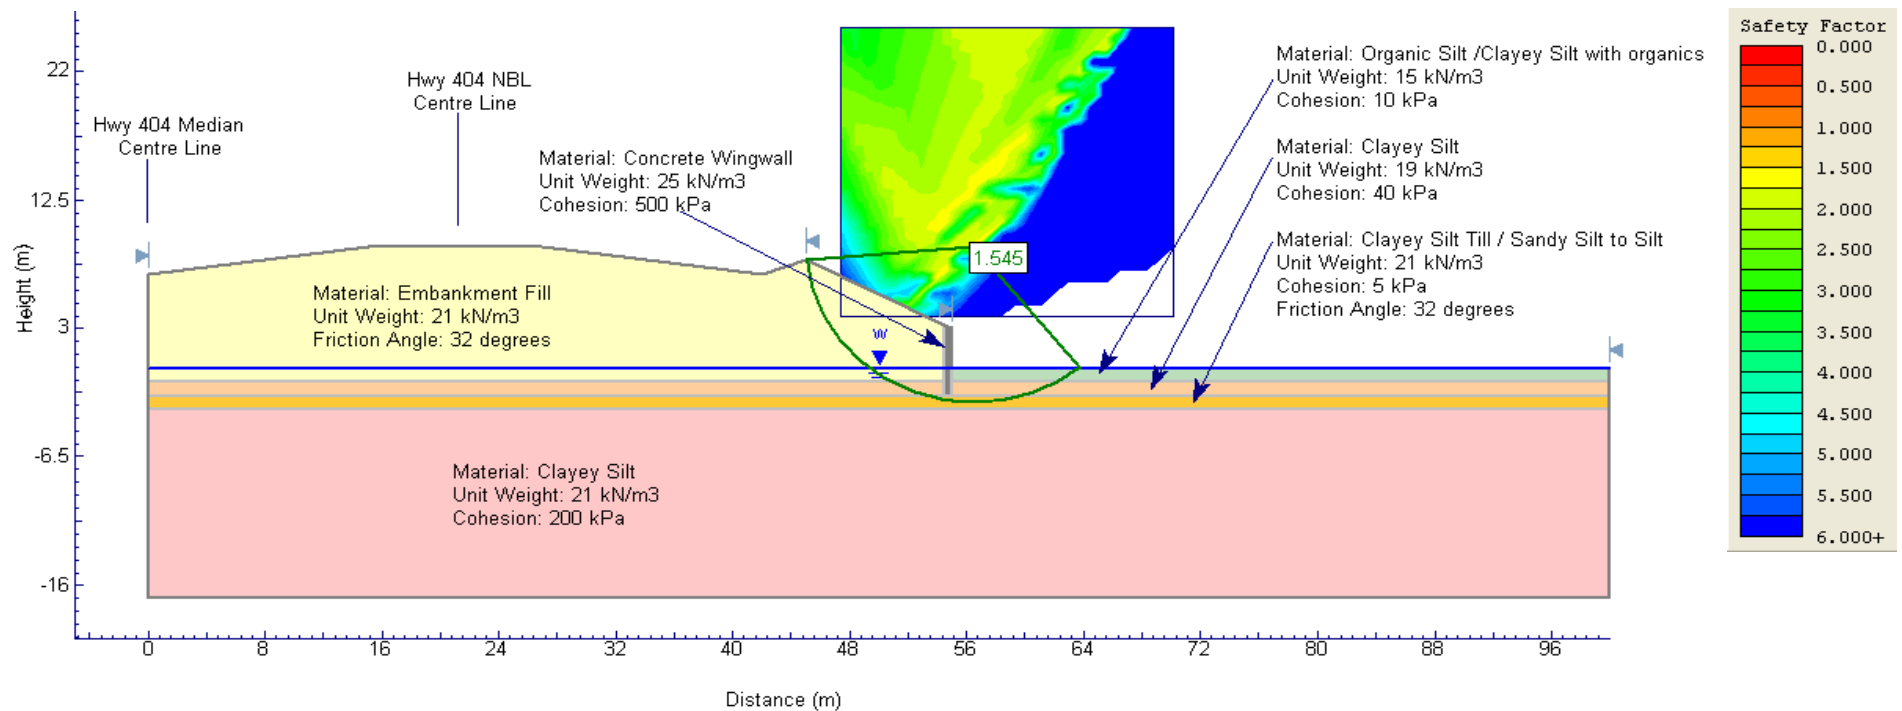 Safety Factor
0.000
0.500
1.000
1.500
2.000
2.500
3.000
3.500
4.000
4.500
5.000
5.500
6.000+
Material: Organic Silt /Clayey Silt with organics
Unit Weight: 15 kN/m3
Cohesion: 10 kPa
Material: Clayey Silt
Unit Weight: 19 kN/m3
Cohesion: 40 kPa
Material: Clayey Silt Till / Sandy Silt to Silt
Unit Weight: 21 kN/m3
Cohesion: 5 kPa
Friction Angle: 32 degrees
Hwy 404 NBL
Centre Line
Hwy 404 Median
Centre Line
Material: Concrete Wingwall
Unit Weight: 25 kN/m3
Cohesion: 500 kPa
1.545
Material: Embankment Fill
Unit Weight: 21 kN/m3
Friction Angle: 32 degrees
W
Material: Clayey Silt
Unit Weight: 21 kN/m3
Cohesion: 200 kPa
Height (m)
22
12.5
3
-6.5
-16
0 8 16 24 32 40 48 56 64 72 80 88 96
Distance (m)